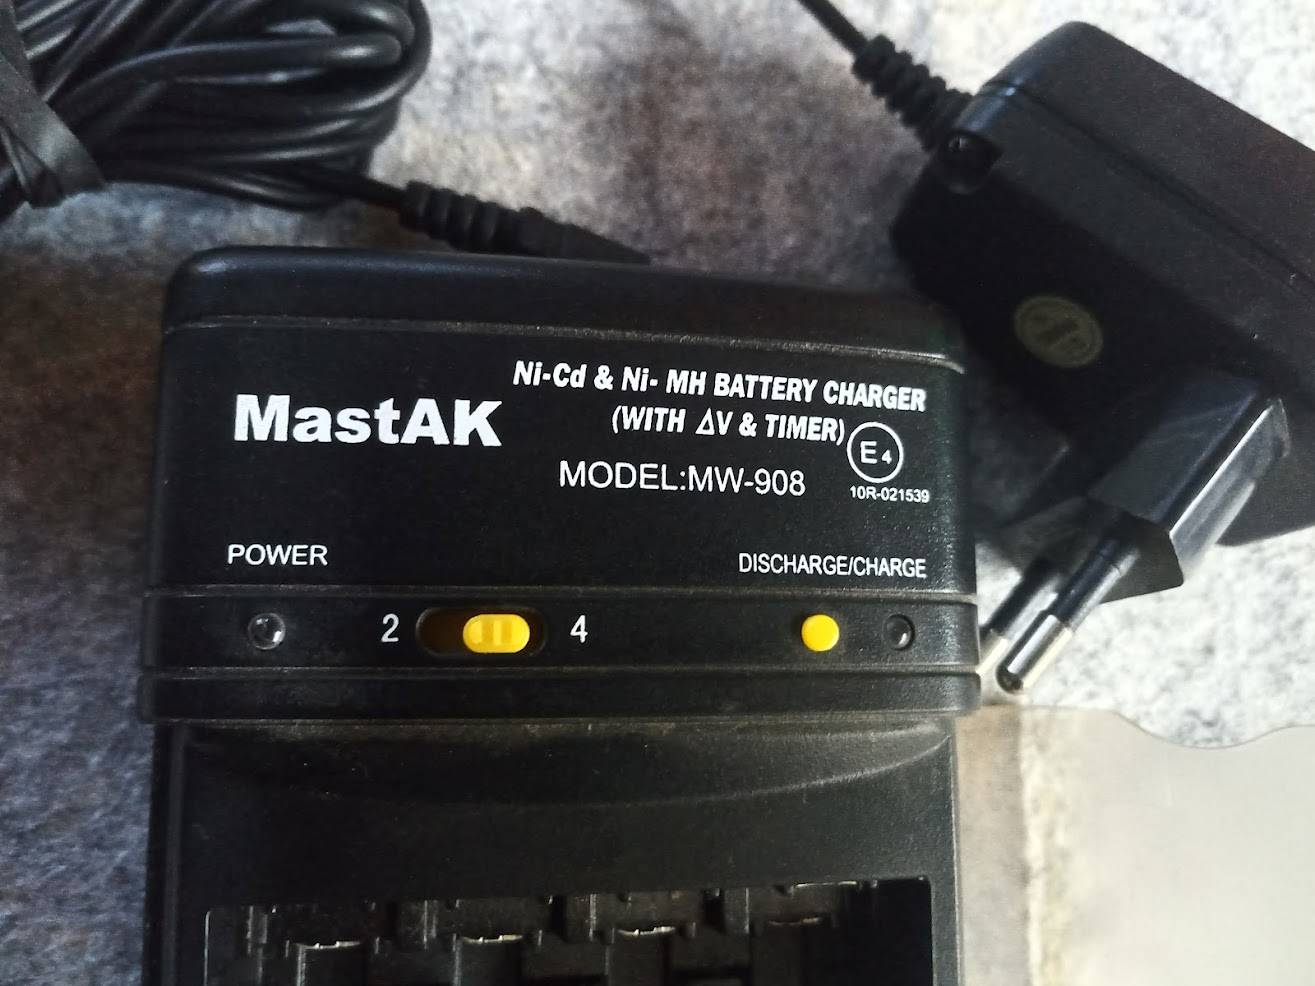 Ni-Cd & Ni- MH BATTERY CHARGER
MastAK
(WITH ΔV & TIMER)
E4
MODEL:MW-908
10R-021539
POWER
DISCHARGE/CHARGE
2
4